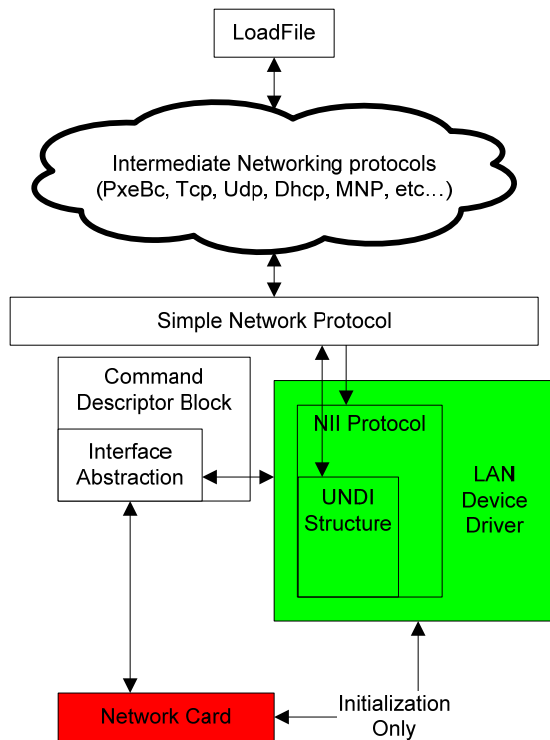 LoadFile
Intermediate Networking protocols
(PxeBc, Tcp, Udp, Dhcp, MNP, etc…)
Simple Network Protocol
Command
Descriptor Block
Interface
Abstraction
NII Protocol
UNDI
Structure
LAN
Device
Driver
Network Card
Initialization
Only